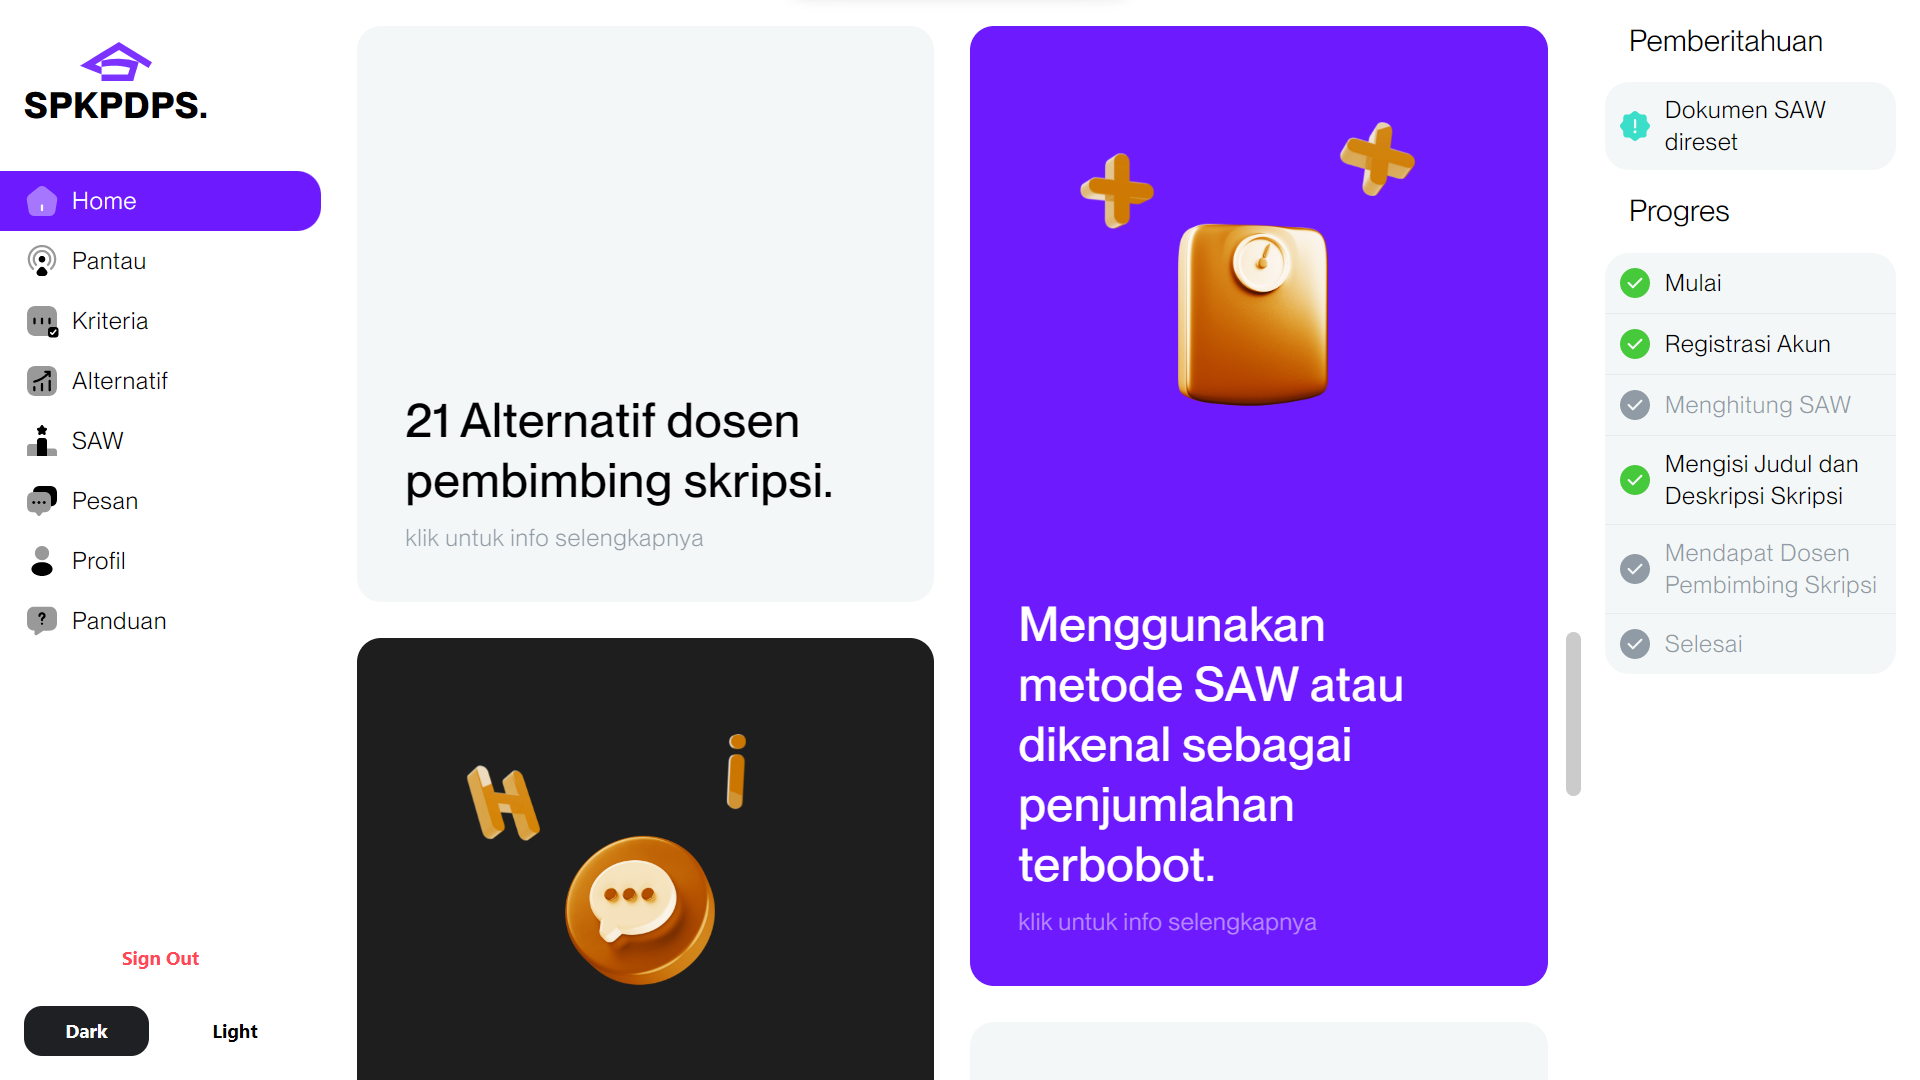 SPKPDPS.
Home
Pantau
Kriteria
Alternatif
SAW
Pesan
Profil
Panduan
Sign Out
Dark
Light
21 Alternatif dosen
pembimbing skripsi.
klik untuk info selengkapnya
H
i
Menggunakan
metode SAW atau
dikenal sebagai
penjumlahan
terbobot.
klik untuk info selengkapnya
Pemberitahuan
Dokumen SAW
direset
Progres
Mulai
Registrasi Akun
Menghitung SAW
Mengisi Judul dan
Deskripsi Skripsi
Mendapat Dosen
Pembimbing Skripsi
Selesai